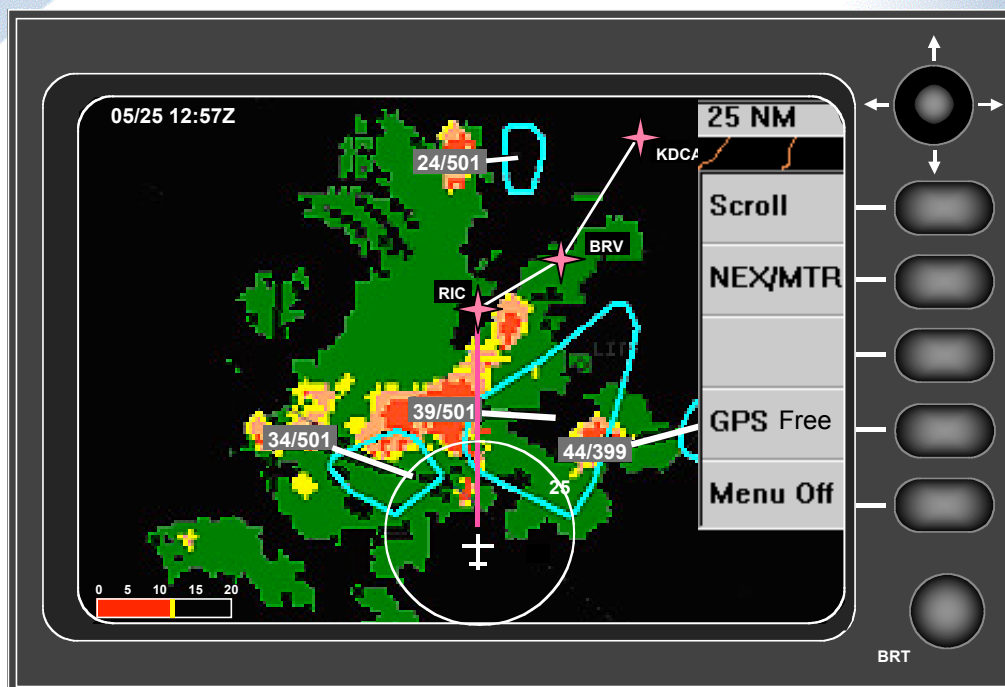 05/25 12:57Z
25 NM
KDCA
24/501
Scroll
BRV
NEX/MTR
RIC
39/501
GPS Free
34/501
44/399
25
Menu Off
0 5 10 15 20
BRT